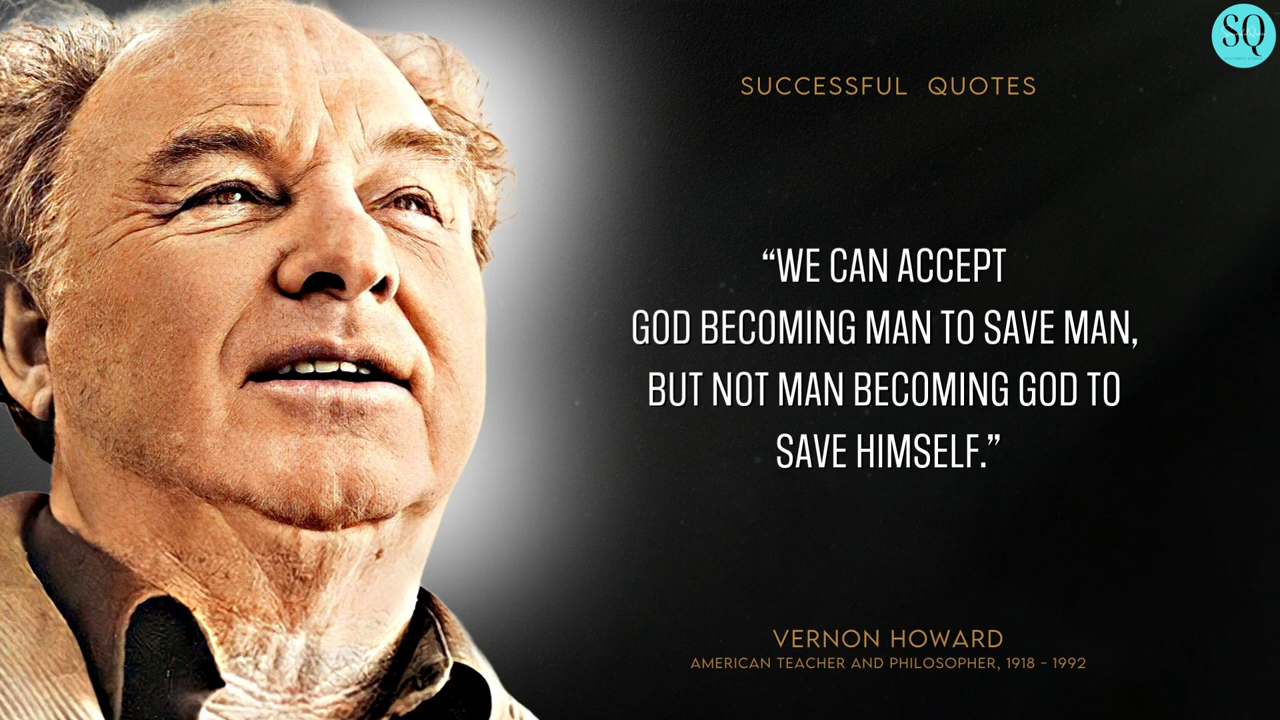 SQ
SUCCESSFUL QUOTES
“WE CAN ACCEPT
GOD BECOMING MAN TO SAVE MAN,
BUT NOT MAN BECOMING GOD TO
SAVE HIMSELF.”
VERNON HOWARD
AMERICAN TEACHER AND PHILOSOPHER, 1918 - 1992